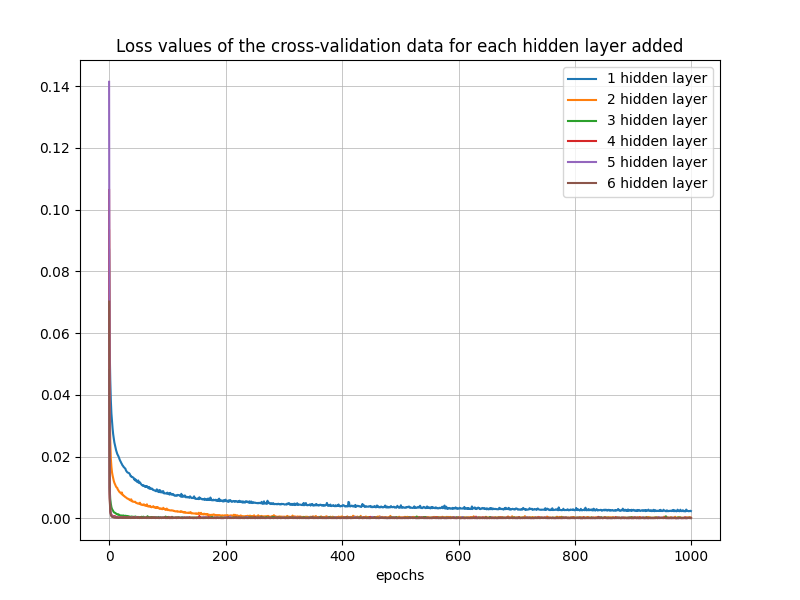 Loss values of the cross-validation data for each hidden layer added
0.14
0.12
0.10
0.08
0.06
0.04
0.02
0.00
1 hidden layer
2 hidden layer
3 hidden layer
4 hidden layer
5 hidden layer
6 hidden layer
0 200 400 600 800 1000
epochs